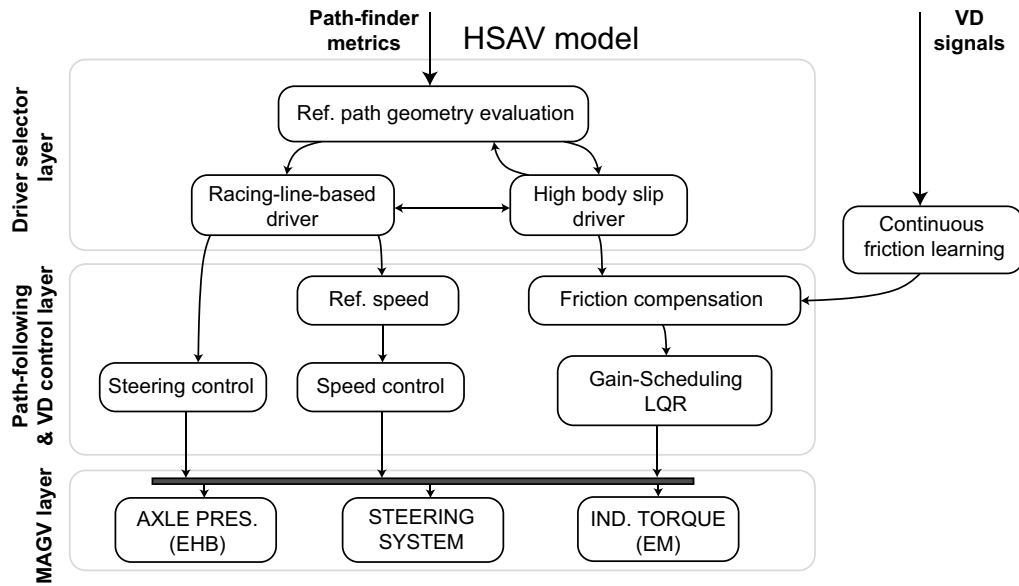 Path-finder
metrics
HSAV model
VD
signals
Driver selector
layer
Ref. path geometry evaluation
Racing-line-based
driver
High body slip
driver
Continuous
friction learning
Path-following
& VD control layer
Ref. speed
Friction compensation
Steering control
Speed control
Gain-Scheduling
LQR
MAGV layer
AXLE PRES.
(EHB)
STEERING
SYSTEM
IND. TORQUE
(EM)